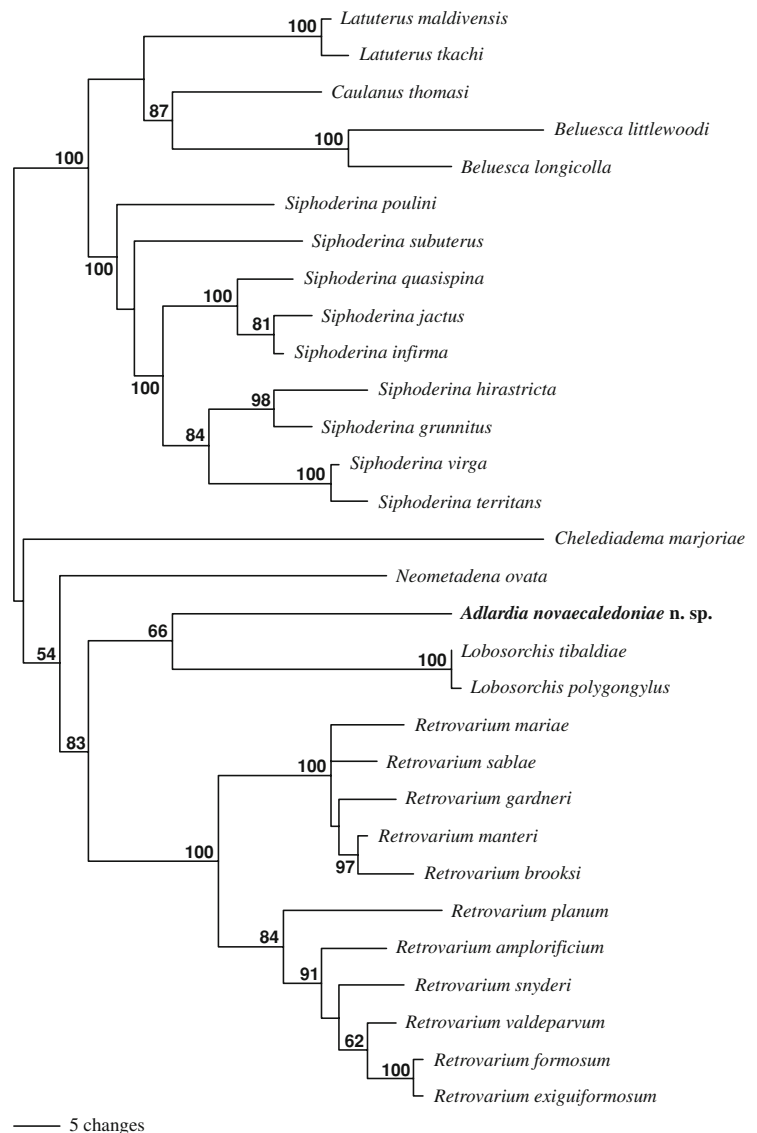 Latuterus maldivensis
100
Latuterus tkachi
Caulanus thomasi
87
Beluesca littlewoodi
100
100
Beluesca longicolla
Siphoderina poulini
Siphoderina subuterus
100
Siphoderina quasispina
100
Siphoderina jactus
81
Siphoderina infirma
100
Siphoderina hirastricta
98
Siphoderina grunnitus
84
Siphoderina virga
100
Siphoderina territans
Chelediadema marjoriae
Neometadena ovata
Adlardia novaecaledoniae n. sp.
66
54
Lobosorchis tibaldiae
100
Lobosorchis polygongylus
Retrovarium mariae
83
Retrovarium sablae
100
Retrovarium gardneri
Retrovarium manteri
100
97
Retrovarium brooksi
Retrovarium planum
84
Retrovarium amplorificium
91
Retrovarium snyderi
Retrovarium valdeparvum
62
Retrovarium formosum
100
Retrovarium exiguiformosum
5 changes